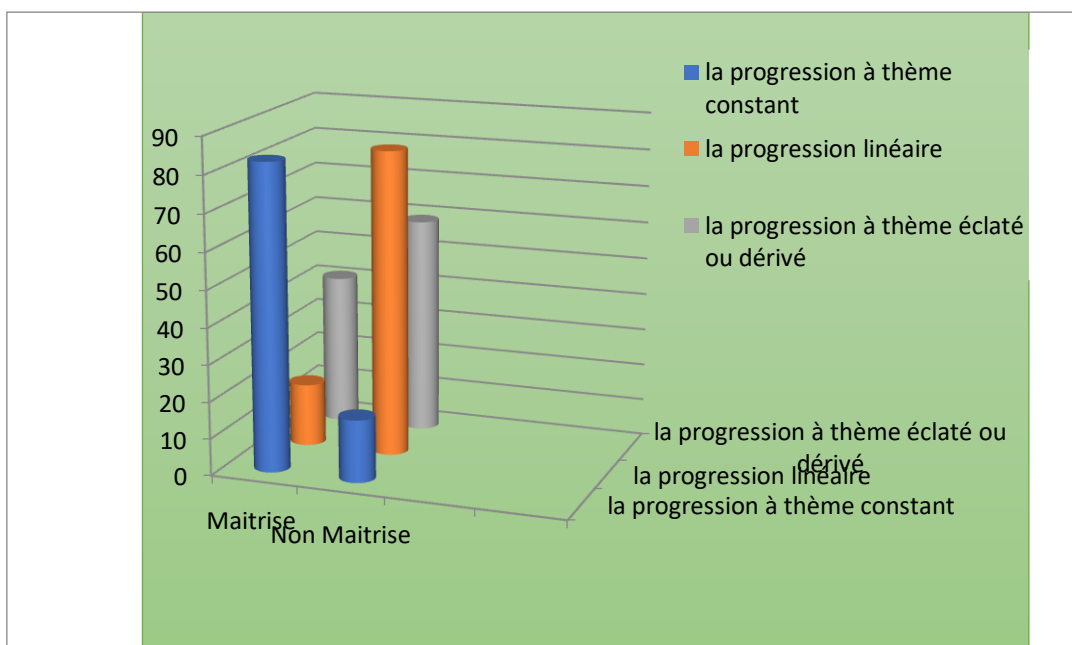 la progression à thème
constant
la progression linéaire
la progression à thème éclaté
ou dérivé
90
80
70
60
50
40
30
20
10
0
Maitrise
Non Maitrise
la progression à thème éclaté ou
dérivé
la progression linéaire
la progression à thème constant